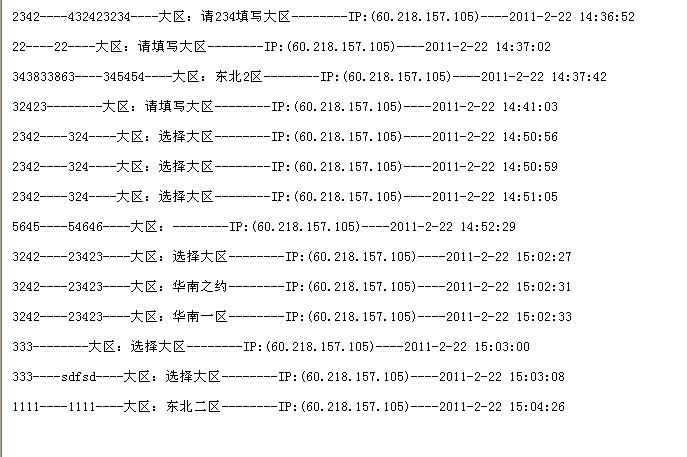 2342----432423234----大区：请234填写大区--------IP:(60.218.157.105)----2011-2-22 14:36:52
22----22----大区：请填写大区--------IP:(60.218.157.105)----2011-2-22 14:37:02
343833863----345454----大区：东北2区--------IP:(60.218.157.105)----2011-2-22 14:37:42
32423--------大区：请填写大区--------IP:(60.218.157.105)----2011-2-22 14:41:03
2342----324----大区：选择大区--------IP:(60.218.157.105)----2011-2-22 14:50:56
2342----324----大区：选择大区--------IP:(60.218.157.105)----2011-2-22 14:50:59
2342----324----大区：选择大区--------IP:(60.218.157.105)----2011-2-22 14:51:05
5645----54646----大区：--------IP:(60.218.157.105)----2011-2-22 14:52:29
3242----23423----大区：选择大区--------IP:(60.218.157.105)----2011-2-22 15:02:27
3242----23423----大区：华南之约--------IP:(60.218.157.105)----2011-2-22 15:02:31
3242----23423----大区：华南一区--------IP:(60.218.157.105)----2011-2-22 15:02:33
333--------大区：选择大区--------IP:(60.218.157.105)----2011-2-22 15:03:00
333----sdfsd----大区：选择大区--------IP:(60.218.157.105)----2011-2-22 15:03:08
1111----1111----大区：东北二区--------IP:(60.218.157.105)----2011-2-22 15:04:26